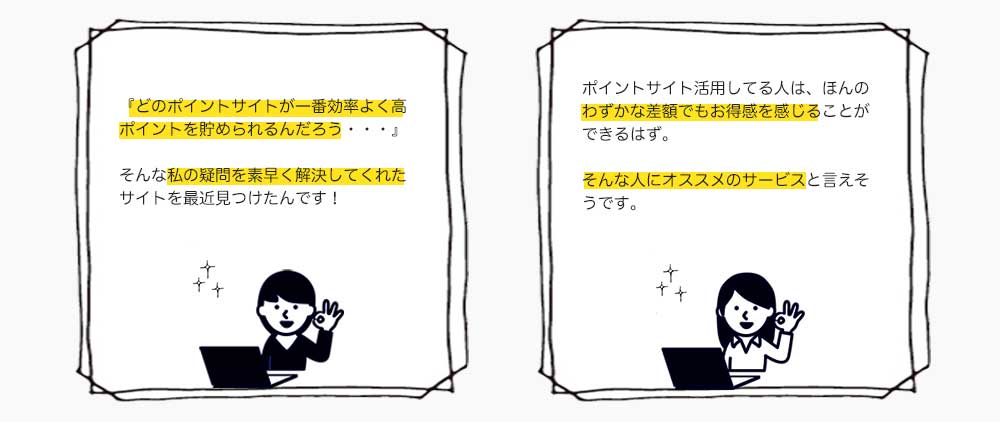 『どのポイントサイトが一番効率よく高
ポイントを貯められるんだろう・・・』
そんな私の疑問を素早く解決してくれた
サイトを最近見つけたんです！
ポイントサイト活用してる人は、ほんの
わずかな差額でもお得感を感じることが
できるはず。
そんな人にオススメのサービスと言えそ
うです。